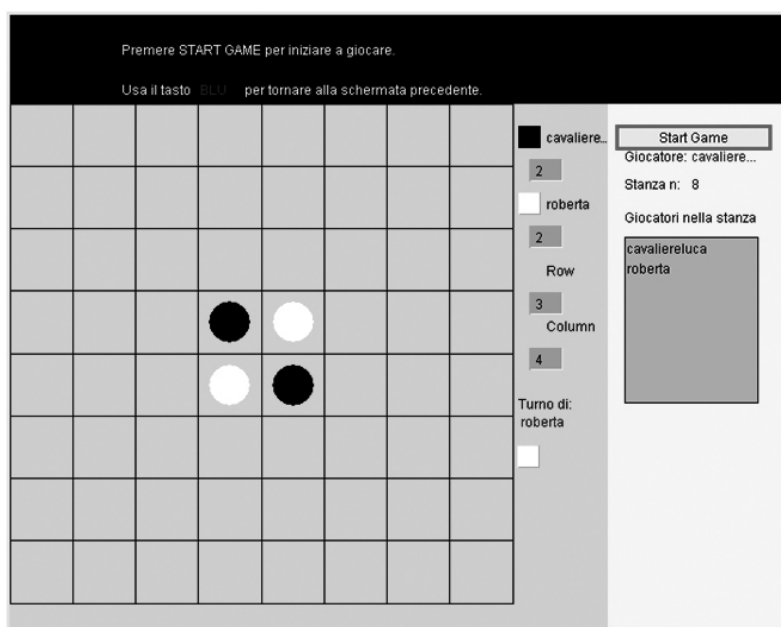 Premere START GAME per iniziare a giocare.
Usa il tasto BLU per tornare alla schermata precedente.
cavaliere...
2
roberta
2
Row
3
Column
4
Turno di:
roberta
Start Game
Giocatore: cavaliere...
Stanza n: 8
Giocatori nella stanza
cavaliereluca
roberta